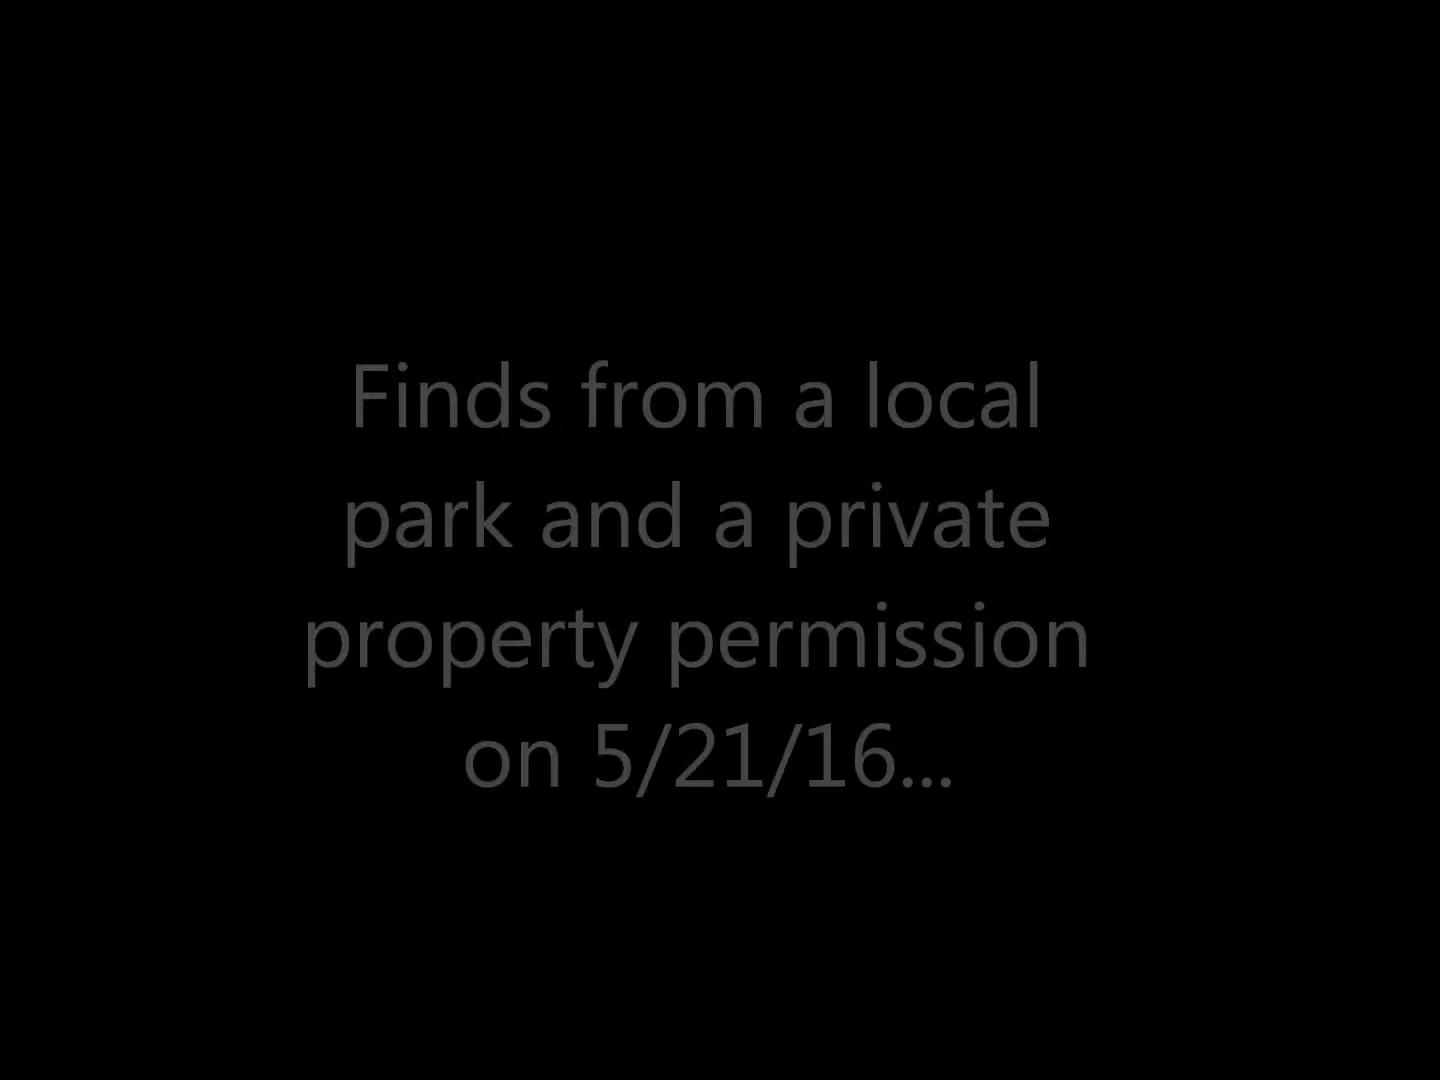 Finds from a local
park and a private
property permission
on 5/21/16...